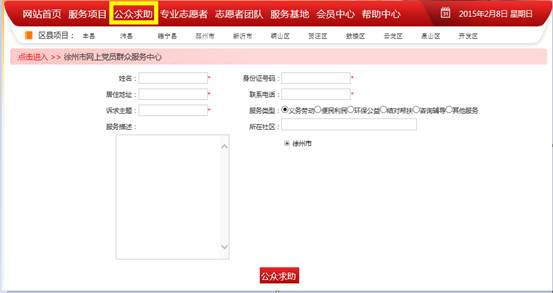 网站首页 服务项目 公众求助 专业志愿者 志愿者团队 服务基地 会员中心 帮助中心 2015年2月8日 星期日
区县项目： 丰县 沛县 睢宁县 邳州市 新沂市 铜山区 贾汪区 鼓楼区 云龙区 泉山区 开发区
点击进入 >> 徐州市网上党员群众服务中心
姓名： * 身份证号码： *
居住地址： * 联系电话： *
诉求主题： * 服务类型： 义务劳动 便民利民 环保公益 结对帮扶 咨询辅导 其他服务
服务描述： 所在社区：
徐州市
公众求助